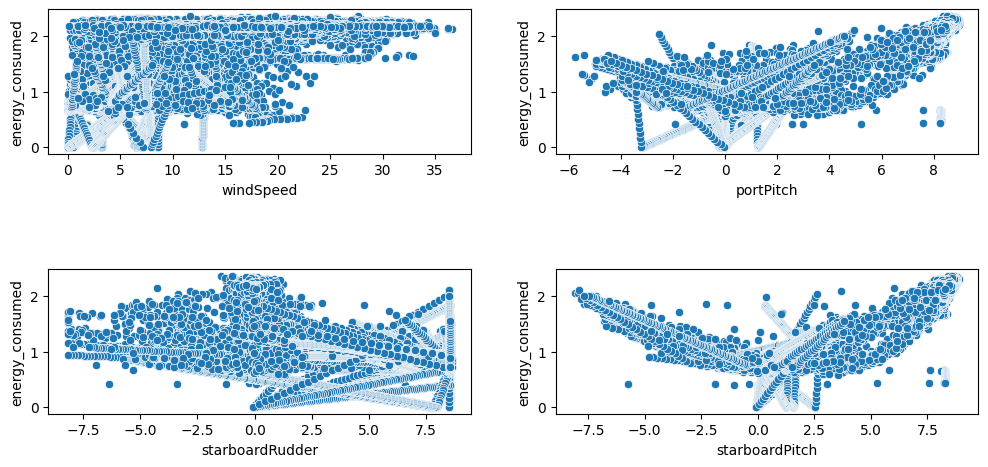 energy_consumed
2
1
0
0 5 10 15 20 25 30 35
windSpeed
energy_consumed
2
1
0
−6 −4 −2 0 2 4 6 8
portPitch
energy_consumed
2
1
0
−7.5 −5.0 −2.5 0.0 2.5 5.0 7.5
starboardRudder
energy_consumed
2
1
0
−7.5 −5.0 −2.5 0.0 2.5 5.0 7.5
starboardPitch